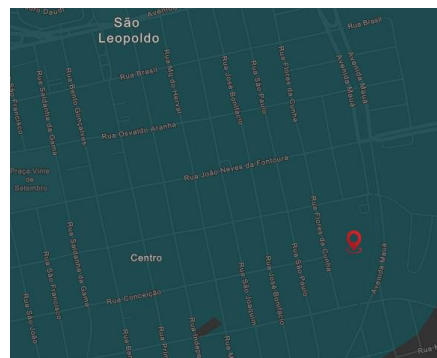 Avenida
São
Leopoldo
Rua Brasil
Rua Brasil
Rua São Francisco
Rua Saldanha da Gama
Rua Bento Gonçalves
Rua Mq do Herval
Rua José Bonifácio
Rua São Paulo
Rua Flores da Cunha
Avenida Mauá
Avenida Mauá
Rua Osvaldo Aranha
Praça Vinte
de
Setembro
Rua João Neves da Fontoura
Centro
Rua Saldanha da Gama
Rua São Francisco
Rua São João
Rua Conceição
Rua São Joaquim
Rua José Bonifácio
Rua São Paulo
Rua Flores da Cunha
Avenida Mauá